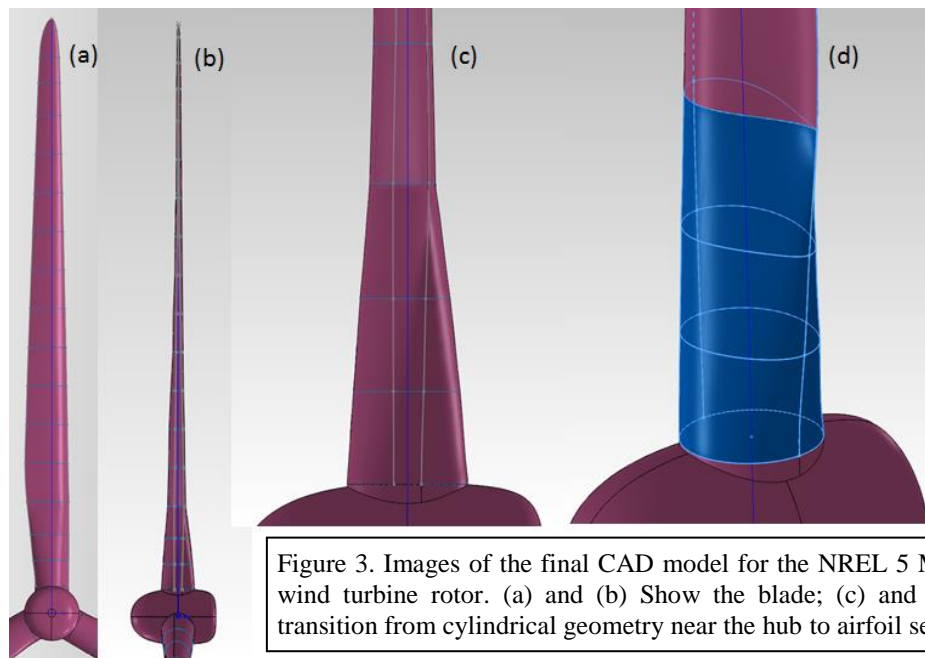 (a)
(b)
(c)
(d)
Figure 3. Images of the final CAD model for the NREL 5 M
wind turbine rotor. (a) and (b) Show the blade; (c) and
transition from cylindrical geometry near the hub to airfoil se